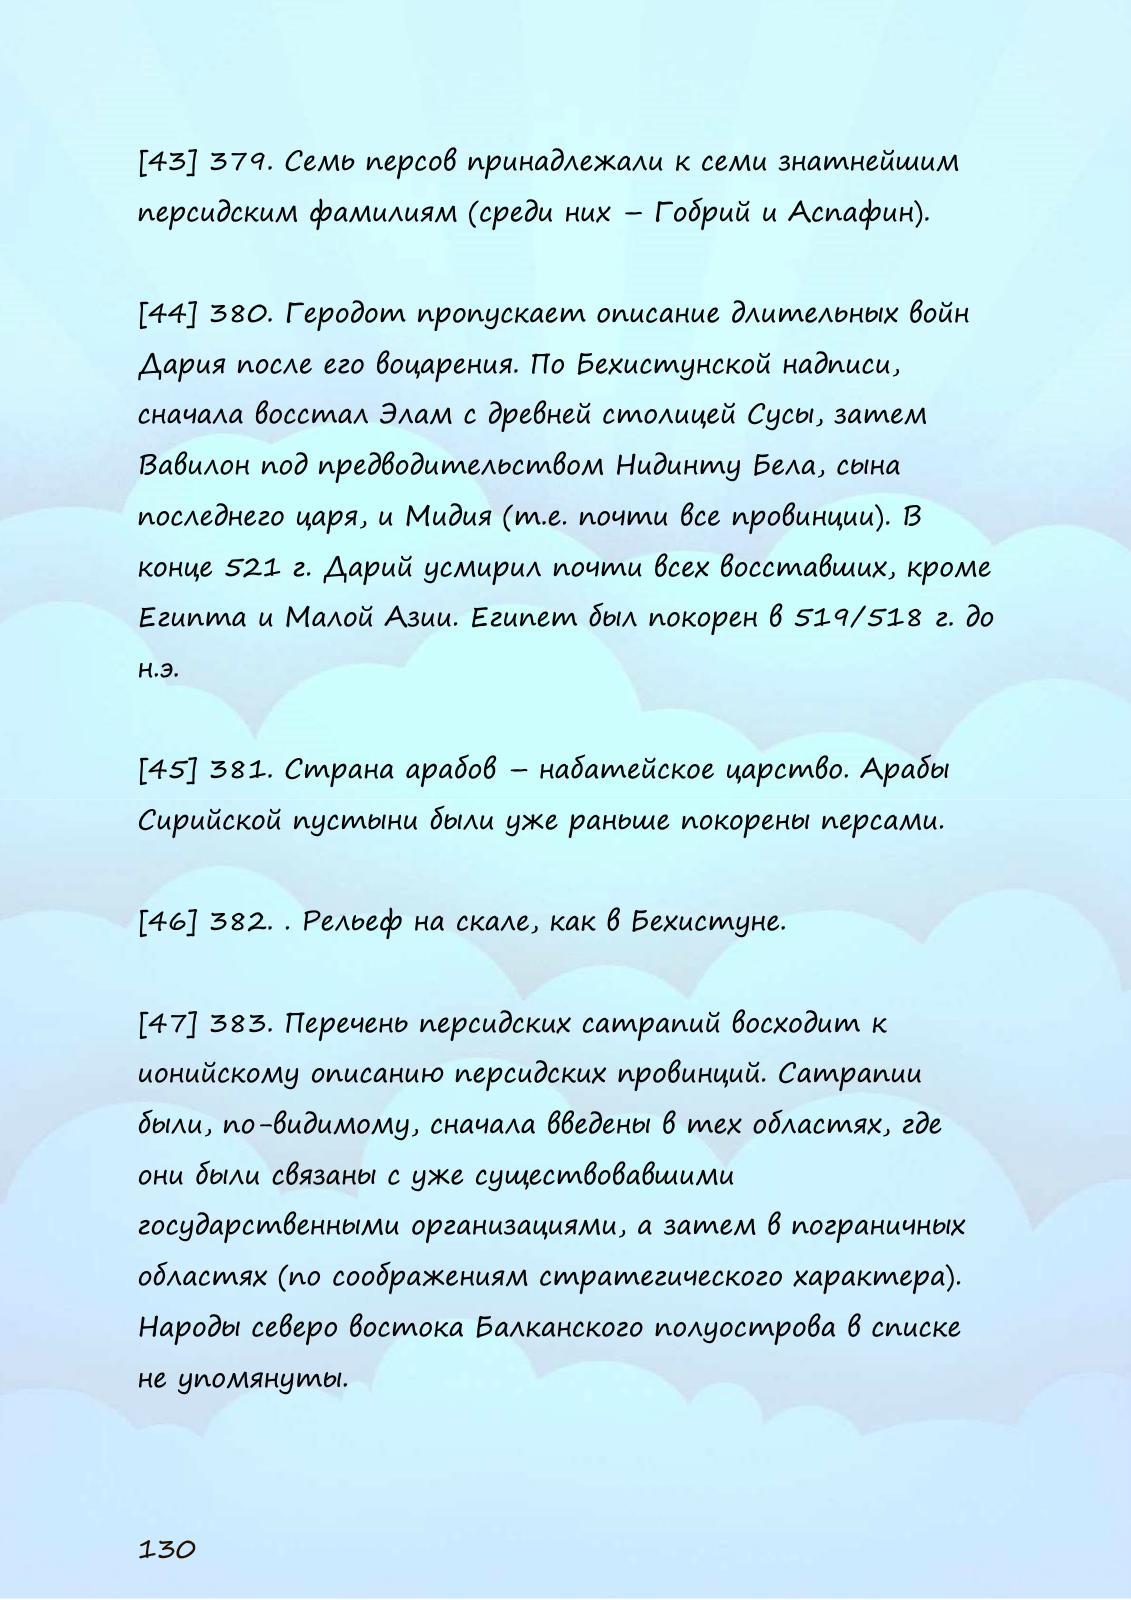 [43] 379. Семь персов принадлежали к семи знатнейшим
персидским фамилиям (среди них – Гобрий и Аспафин).
[44] 380. Геродот пропускает описание длительных войн
Дария после его воцарения. По Бехистунской надписи,
сначала восстал Элам с древней столицей Сусы, затем
Вавилон под предводительством Нидинту Бела, сына
последнего царя, и Мидия (т.е. почти все провинции). В
конце 521 г. Дарий усмирил почти всех восставших, кроме
Египта и Малой Азии. Египет был покорен в 519/518 г. до
н.э.
[45] 381. Страна арабов – набатейское царство. Арабы
Сирийской пустыни были уже раньше покорены персами.
[46] 382. . Рельеф на скале, как в Бехистуне.
[47] 383. Перечень персидских сатрапий восходит к
ионийскому описанию персидских провинций. Сатрапии
были, по-видимому, сначала введены в тех областях, где
они были связаны с уже существовавшими
государственными организациями, а затем в пограничных
областях (по соображениям стратегического характера).
Народы северо востока Балканского полуострова в списке
не упомянуты.
130